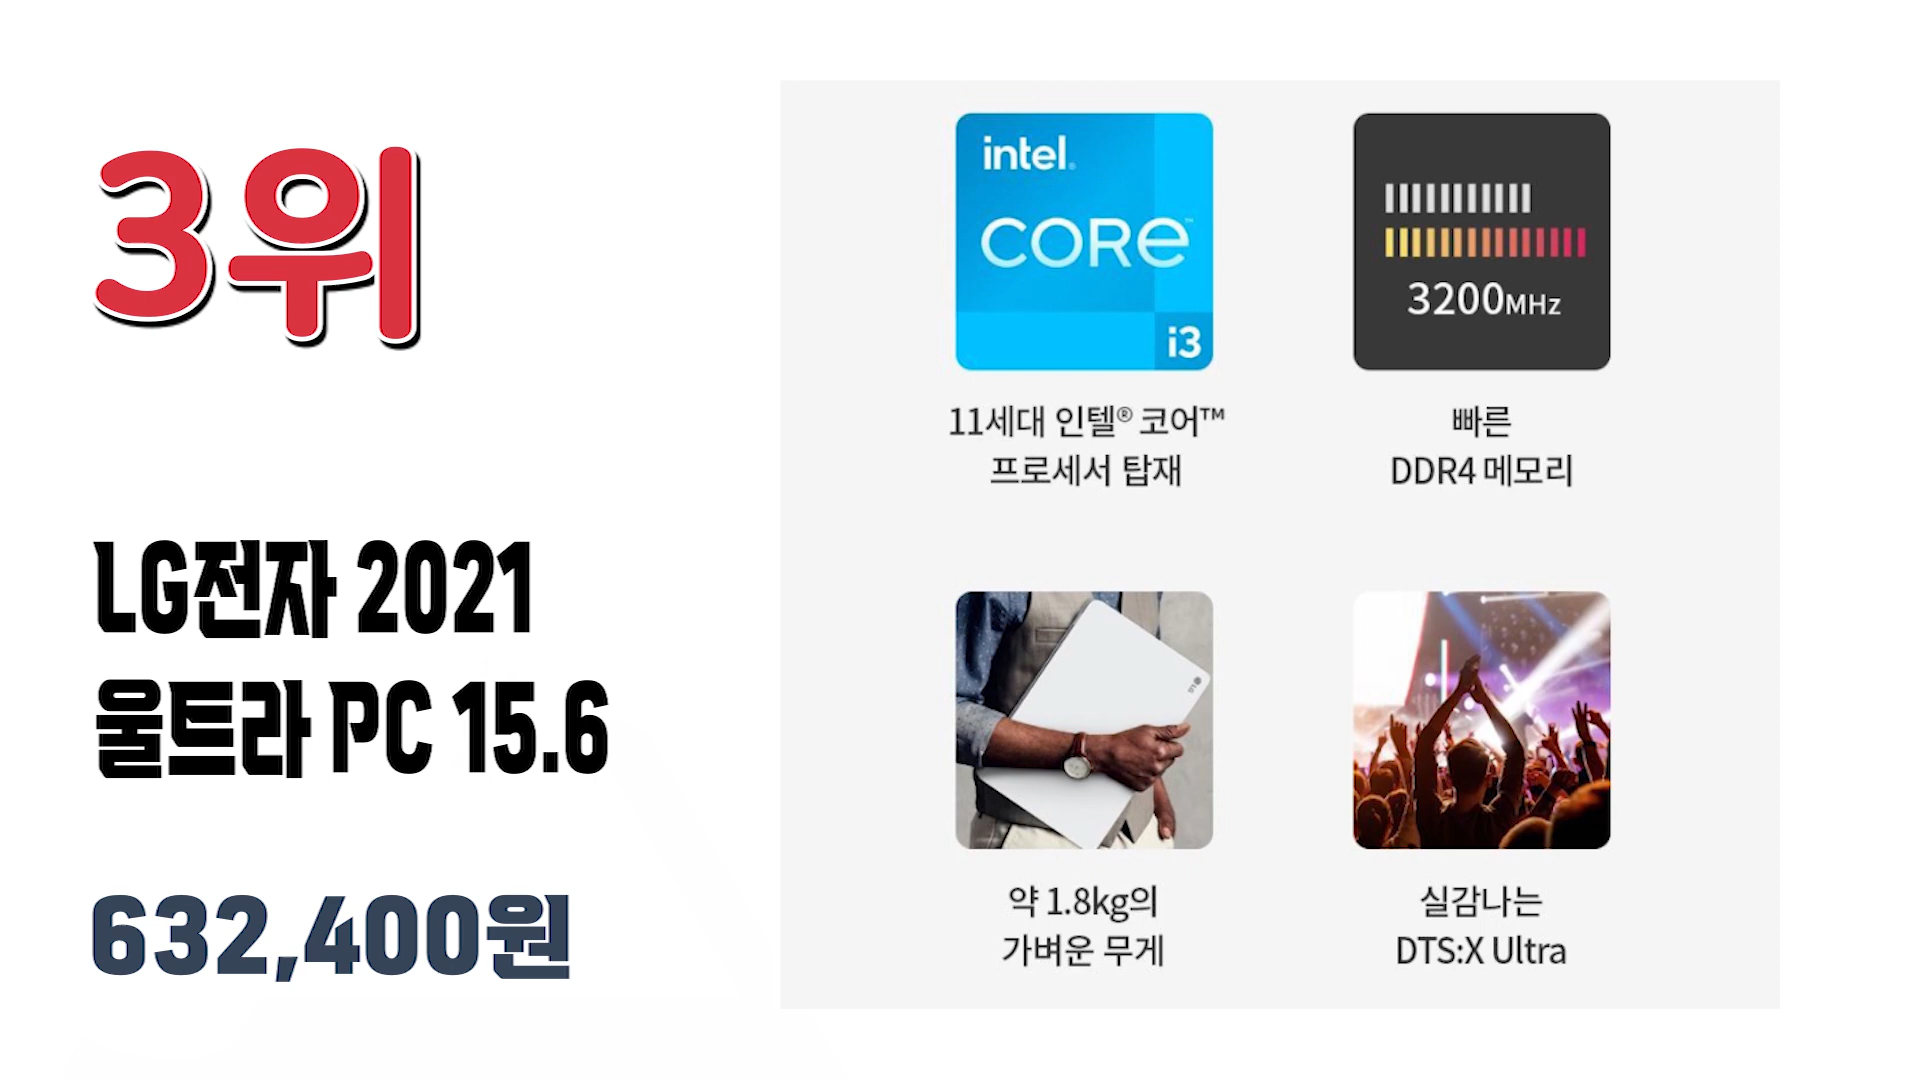 3위
LG전자 2021
울트라 PC 15.6
632,400원
intel®
CORE™
i3
11세대 인텔® 코어™
프로세서 탑재
3200MHz
빠른
DDR4 메모리
LG
약 1.8kg의
가벼운 무게
실감나는
DTS:X Ultra